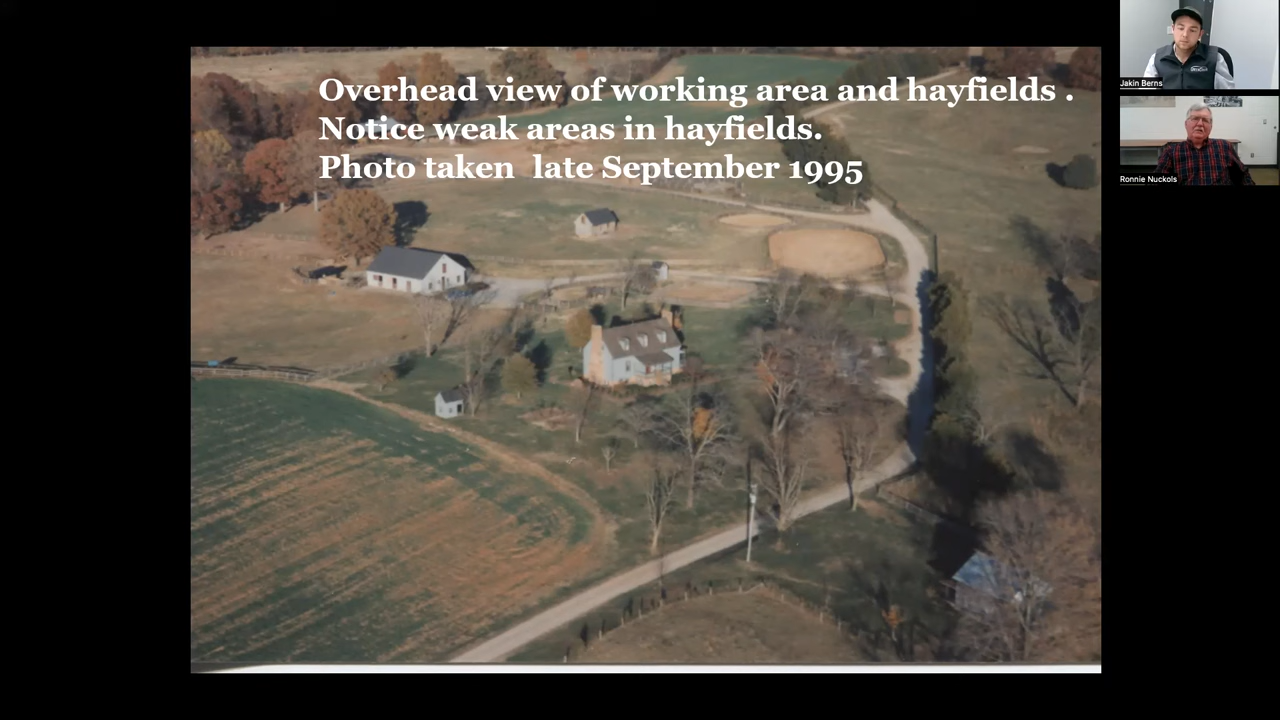 Overhead view of working area and hayfields .
Notice weak areas in hayfields.
Photo taken  late September 1995
Jakin Berns
Ronnie Nuckols